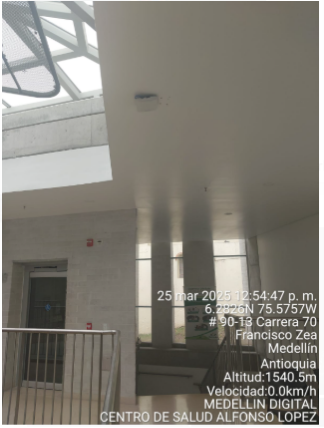 25 mar 2025 12:54:47 p. m.
6.2826N 75.5757W
# 90-13 Carrera 70
Francisco Zea
Medellín
Antioquia
Altitud:1540.5m
Velocidad:0.0km/h
MEDELLIN DIGITAL
CENTRO DE SALUD ALFONSO LOPEZ